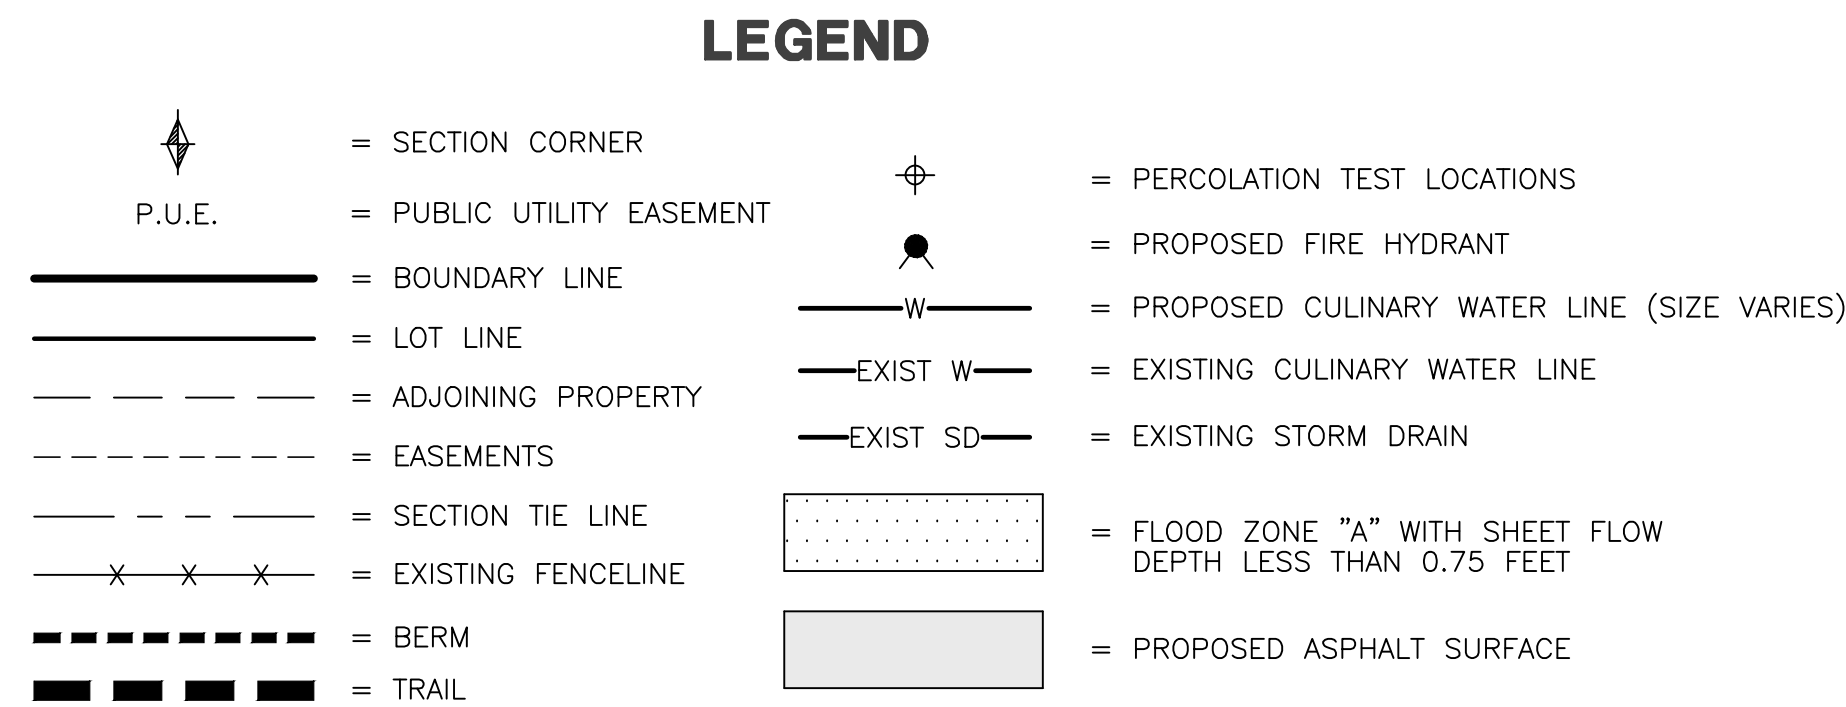 LEGEND
= SECTION CORNER
P.U.E. = PUBLIC UTILITY EASEMENT
= BOUNDARY LINE
= LOT LINE
= ADJOINING PROPERTY
= EASEMENTS
= SECTION TIE LINE
= EXISTING FENCELINE
= BERM
= TRAIL
= PERCOLATION TEST LOCATIONS
= PROPOSED FIRE HYDRANT
W = PROPOSED CULINARY WATER LINE (SIZE VARIES)
EXIST W = EXISTING CULINARY WATER LINE
EXIST SD = EXISTING STORM DRAIN
= FLOOD ZONE "A" WITH SHEET FLOW
DEPTH LESS THAN 0.75 FEET
= PROPOSED ASPHALT SURFACE